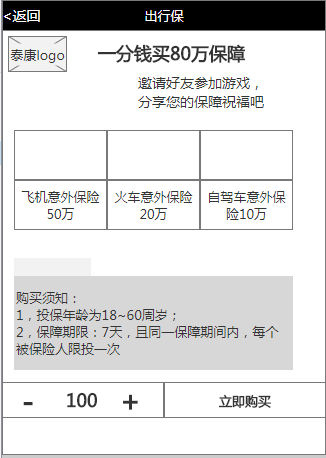 <返回 出行保
泰康logo
一分钱买80万保障
邀请好友参加游戏，
分享您的保障祝福吧
飞机意外保险 火车意外保险 自驾车意外保
50万 20万 险10万
购买须知：
1，投保年龄为18~60周岁；
2，保障期限：7天，且同一保障期间内，每个
被保险人限投一次
- 100 + 立即购买